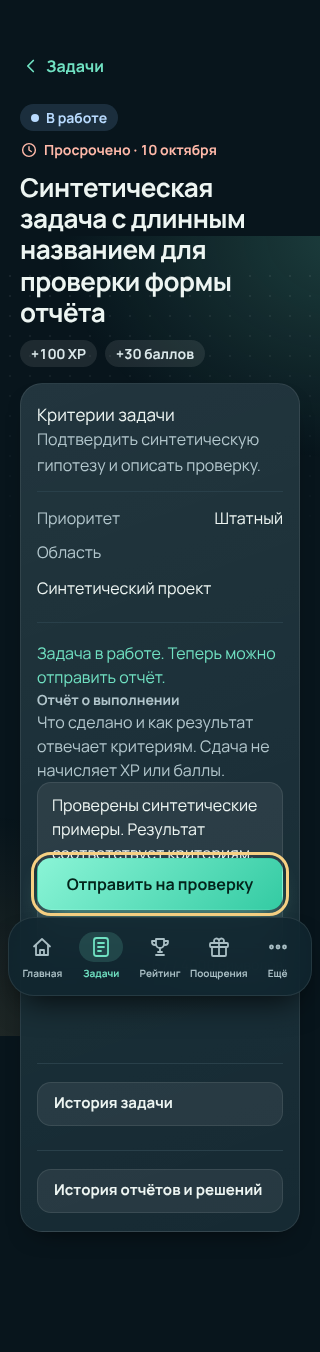 Задачи
В работе
Просрочено · 10 октября
Синтетическая
задача с длинным
названием для
проверки формы
отчёта
+100 XP
+30 баллов
Критерии задачи
Подтвердить синтетическую
гипотезу и описать проверку.
Приоритет
Штатный
Область
Синтетический проект
Задача в работе. Теперь можно
отправить отчёт.
Отчёт о выполнении
Что сделано и как результат
отвечает критериям. Сдача не
начисляет XP или баллы.
Проверены синтетические
примеры. Результат
соответствует критериям
Отправить на проверку
Главная
Задачи
Рейтинг
Поощрения
Ещё
История задачи
История отчётов и решений